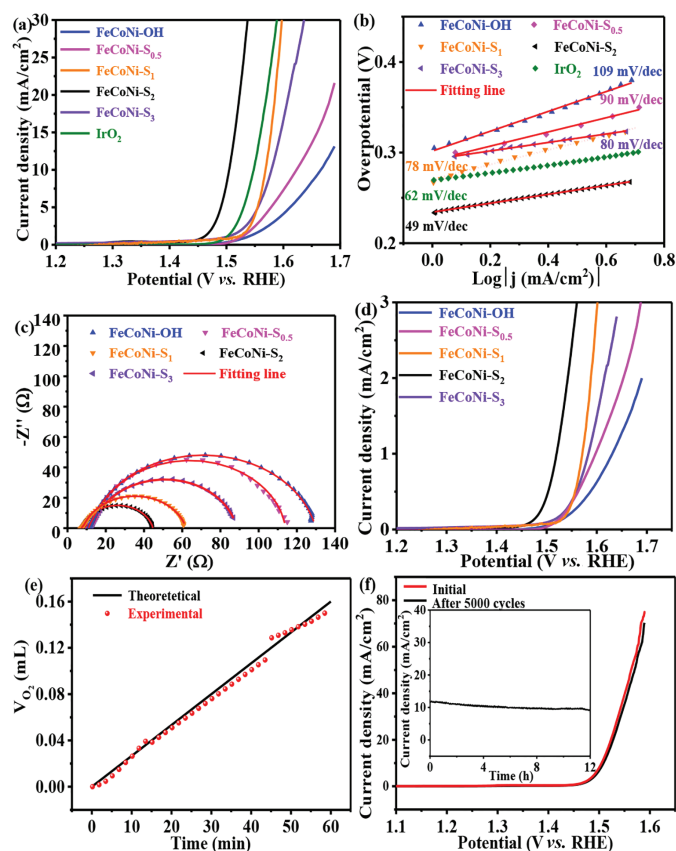 (a)
FeCoNi-OH
FeCoNi-S0.5
FeCoNi-S1
FeCoNi-S2
FeCoNi-S3
IrO2
Current density (mA/cm²)
30
25
20
15
10
5
0
1.2 1.3 1.4 1.5 1.6 1.7
Potential (V vs. RHE)
(b)
FeCoNi-OH FeCoNi-S0.5
FeCoNi-S1 FeCoNi-S2
FeCoNi-S3 IrO2
Fitting line
109 mV/dec
90 mV/dec
80 mV/dec
78 mV/dec
62 mV/dec
49 mV/dec
Overpotential (V)
0.5
0.4
0.3
0.2
0.0 0.2 0.4 0.6 0.8 1.0
Log|j (mA/cm²)|
(c)
FeCoNi-OH FeCoNi-S0.5
FeCoNi-S1 FeCoNi-S2
FeCoNi-S3 Fitting line
-Z'' (Ω)
140
120
100
80
60
40
20
0
0 20 40 60 80 100 120 140
Z' (Ω)
(d)
FeCoNi-OH
FeCoNi-S0.5
FeCoNi-S1
FeCoNi-S2
FeCoNi-S3
Current density (mA/cm²)
3
2
1
0
1.2 1.3 1.4 1.5 1.6 1.7
Potential (V vs. RHE)
(e)
Theoretetical
Experimental
VO2 (mL)
0.16
0.12
0.08
0.04
0.00
0 10 20 30 40 50 60
Time (min)
(f)
Initial
After 5000 cycles
Current density (mA/cm²)
80
60
40
20
0
1.1 1.2 1.3 1.4 1.5 1.6
Potential (V vs. RHE)
Current density (mA/cm²)
40
30
20
10
0
0 4 8 12
Time (h)